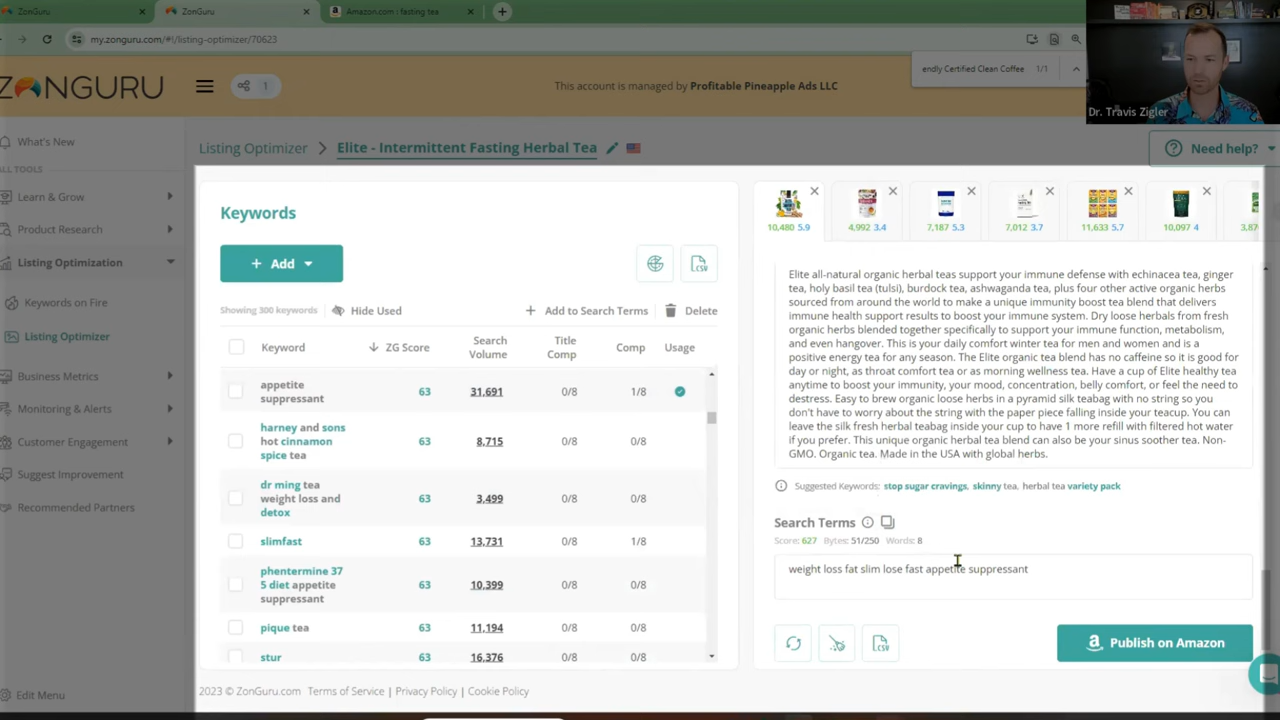 ZonGuru
ZonGuru
Amazon.com : fasting tea
my.zonguru.com/#!/listing-optimizer/70623
endly Certified Clean Coffee 1/1
ZONGURU
1
This account is managed by Profitable Pineapple Ads LLC
Dr. Travis Zigler
What's New
ALL TOOLS
Learn & Grow
Product Research
Listing Optimization
Keywords on Fire
Listing Optimizer
Business Metrics
Monitoring & Alerts
Customer Engagement
Suggest Improvement
Recommended Partners
Edit Menu
Listing Optimizer > Elite - Intermittent Fasting Herbal Tea
Need help?
Keywords
+ Add
CSV
Showing 300 keywords
Hide Used
+ Add to Search Terms
Delete
Keyword
ZG Score
Search Volume
Title Comp
Comp
Usage
appetite suppressant 63 31,691 0/8 1/8
harney and sons hot cinnamon spice tea 63 8,715 0/8 0/8
dr ming tea weight loss and detox 63 3,499 0/8 0/8
slimfast 63 13,731 0/8 1/8
phentermine 37 5 diet appetite suppressant 63 10,399 0/8 0/8
pique tea 63 11,194 0/8 0/8
stur 63 16,376 0/8 0/8
10,480 5.9
4,992 3.4
7,187 5.3
7,012 3.7
11,633 5.7
10,097 4
3,87
Elite all-natural organic herbal teas support your immune defense with echinacea tea, ginger
tea, holy basil tea (tulsi), burdock tea, ashwaganda tea, plus four other active organic herbs
sourced from around the world to make a unique immunity boost tea blend that delivers
immune health support results to boost your immune system. Dry loose herbals from fresh
organic herbs blended together specifically to support your immune function, metabolism,
and even hangover. This is your daily comfort winter tea for men and women and is a
positive energy tea for any season. The Elite organic tea blend has no caffeine so it is good for
day or night, as throat comfort tea or as morning wellness tea. Have a cup of Elite healthy tea
anytime to boost your immunity, your mood, concentration, belly comfort, or feel the need to
destress. Easy to brew organic loose herbs in a pyramid silk teabag with no string so you
don't have to worry about the string with the paper piece falling inside your teacup. You can
leave the silk fresh herbal teabag inside your cup to have 1 more refill with filtered hot water
if you prefer. This unique organic herbal tea blend can also be your sinus soother tea. Non-
GMO. Organic tea. Made in the USA with global herbs.
Suggested Keywords: stop sugar cravings, skinny tea, herbal tea variety pack
Search Terms
Score: 627 Bytes: 51/250 Words: 8
weight loss fat slim lose fast appetite suppressant
CSV
Publish on Amazon
2023 © ZonGuru.com Terms of Service | Privacy Policy | Cookie Policy